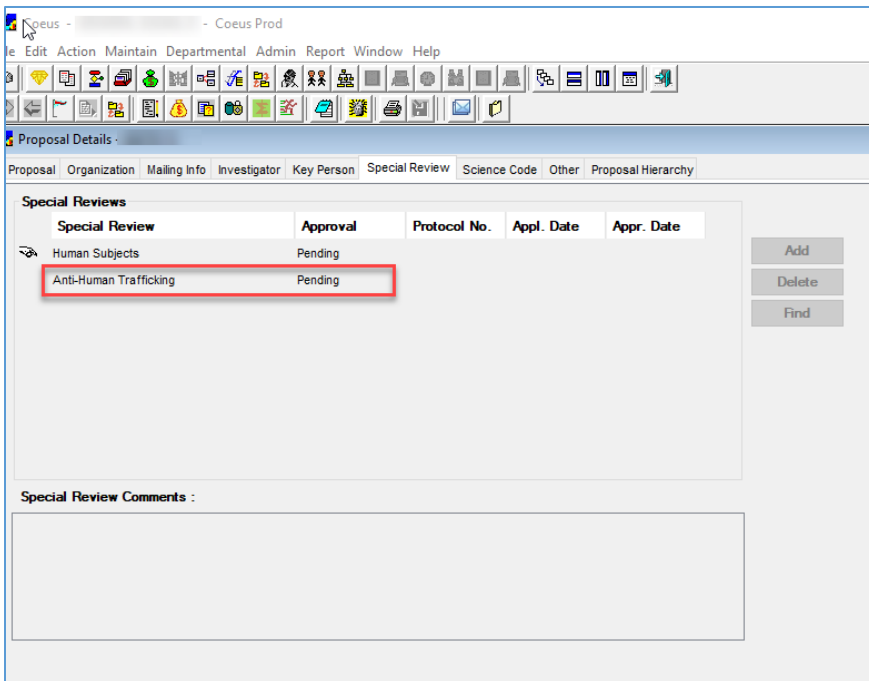 Coeus - - Coeus Prod
le Edit Action Maintain Departmental Admin Report Window Help
Proposal Details -
Proposal Organization Mailing Info Investigator Key Person Special Review Science Code Other Proposal Hierarchy
Special Reviews
Special Review Approval Protocol No. Appl. Date Appr. Date
Human Subjects Pending
Add
Anti-Human Trafficking Pending
Delete
Find
Special Review Comments :